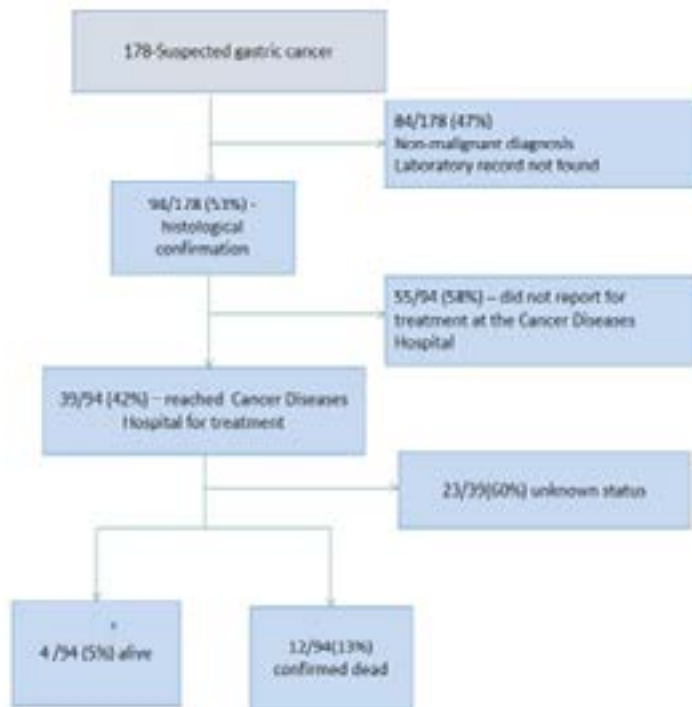 178-Suspected gastric cancer
84/178 (47%)
Non-malignant diagnosis
Laboratory record not found
94/178 (53%) -
histological
confirmation
55/94 (58%) – did not report for
treatment at the Cancer Diseases
Hospital
39/94 (42%) – reached Cancer Diseases
Hospital for treatment
23/39(60%) unknown status
4 /94 (5%) alive
12/94(13%)
confirmed dead